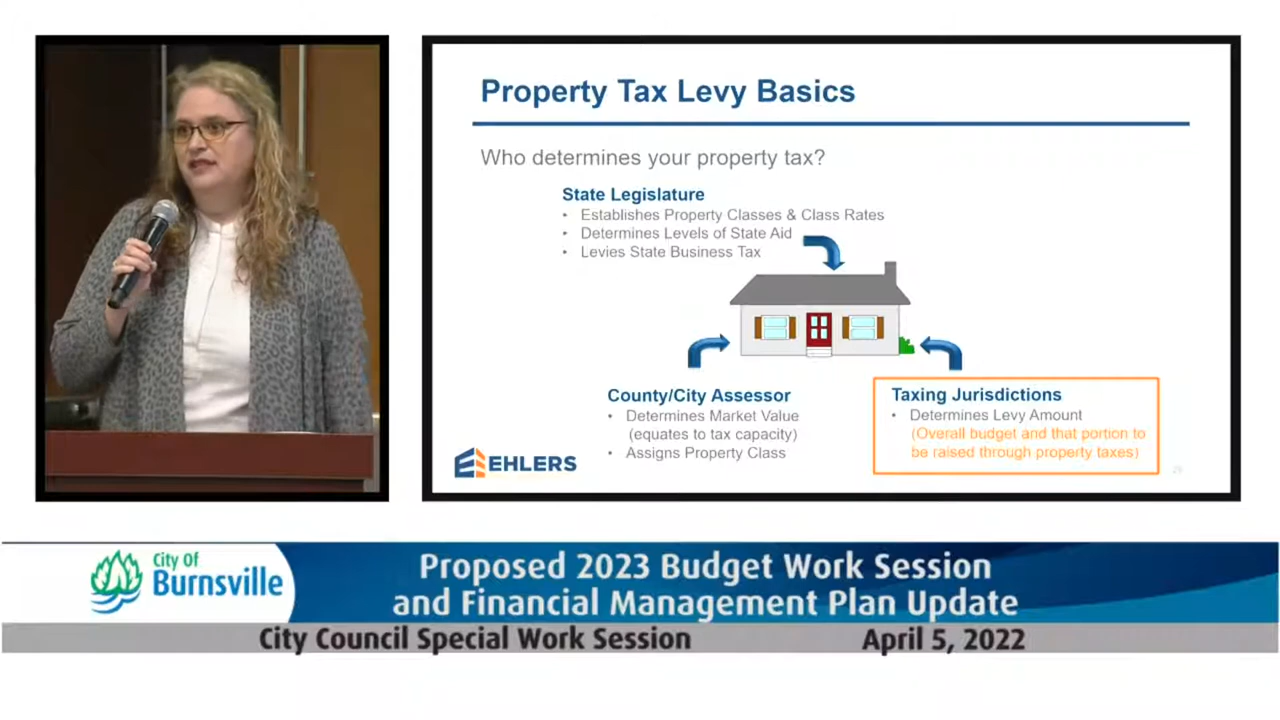 Property Tax Levy Basics
Who determines your property tax?
State Legislature
• Establishes Property Classes & Class Rates
• Determines Levels of State Aid
• Levies State Business Tax
County/City Assessor
• Determines Market Value
(equates to tax capacity)
• Assigns Property Class
Taxing Jurisdictions
• Determines Levy Amount
(Overall budget and that portion to
be raised through property taxes)
EHLERS
City Of
Burnsville
Proposed 2023 Budget Work Session
and Financial Management Plan Update
City Council Special Work Session
April 5, 2022